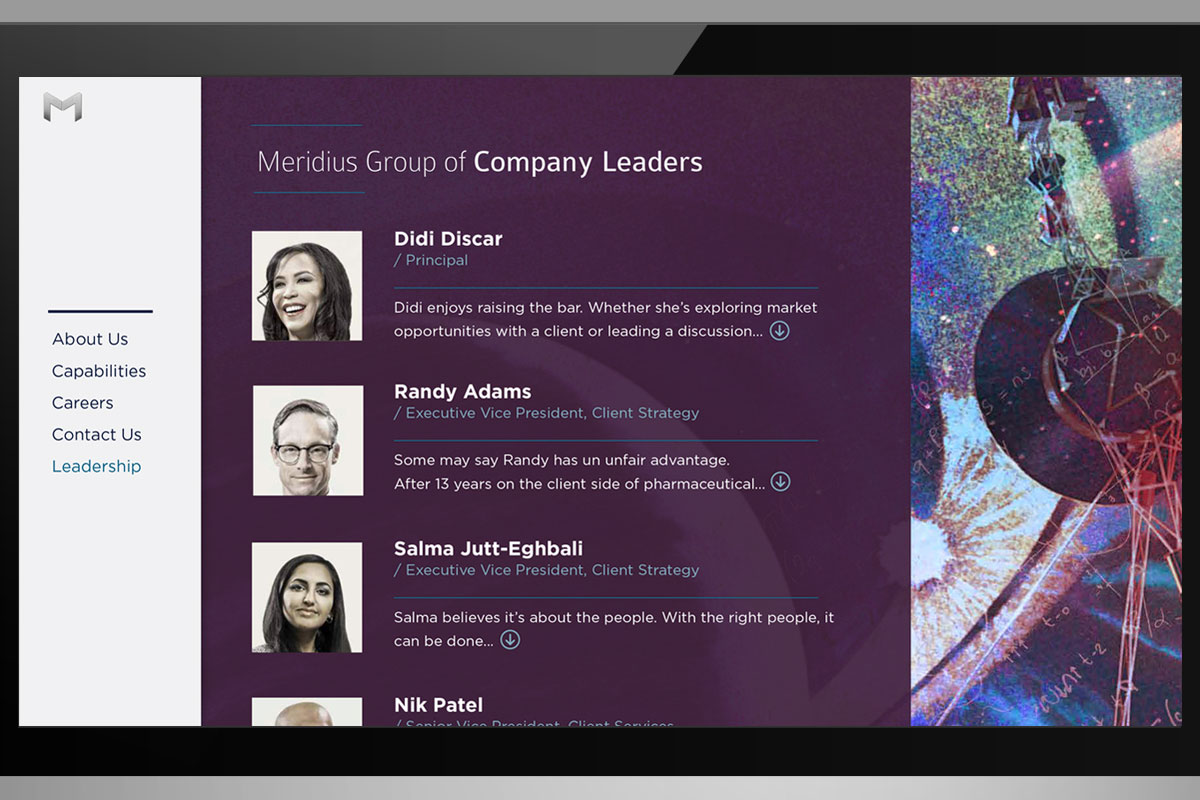 Meridius Group of Company Leaders
About Us
Capabilities
Careers
Contact Us
Leadership
Didi Discar
/ Principal
Didi enjoys raising the bar. Whether she’s exploring market
opportunities with a client or leading a discussion...
Randy Adams
/ Executive Vice President, Client Strategy
Some may say Randy has un unfair advantage.
After 13 years on the client side of pharmaceutical...
Salma Jutt-Eghbali
/ Executive Vice President, Client Strategy
Salma believes it’s about the people. With the right people, it
can be done...
Nik Patel
/ Senior Vice President, Client Services